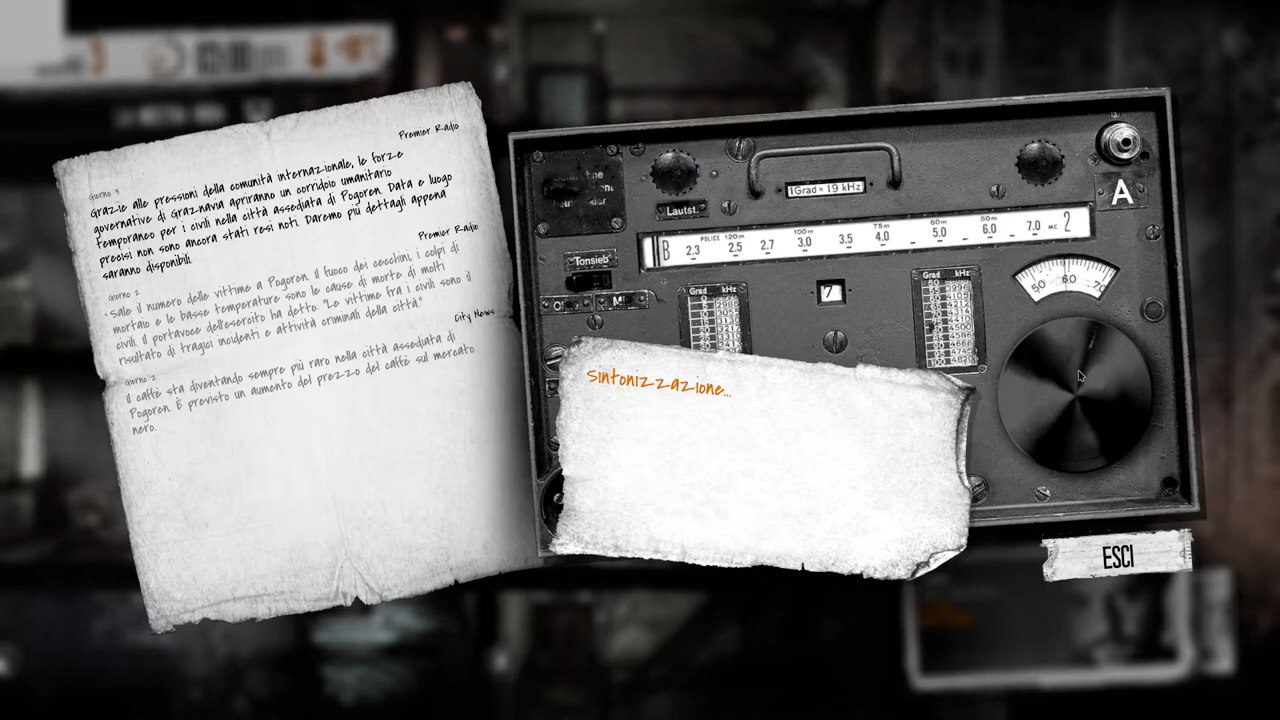 Premier Radio
Giorno 3
Grazie alle pressioni della comunità internazionale, le forze
governative di Graznavia apriranno un corridoio umanitario
temporaneo per i civili nella città assediata di Pogoren. Data e luogo
precisi non sono ancora stati resi noti. Daremo più dettagli appena
saranno disponibili.
Premier Radio
Giorno 2
Sale il numero delle vittime a Pogoren. Il fuoco dei cecchini, i colpi di
mortaio e le basse temperature sono le cause di morte di molti
civili. Il portavoce dell'esercito ha detto: "Le vittime fra i civili sono il
risultato di tragici incidenti e attività criminali della città."
City News
Giorno 2
Il caffè sta diventando sempre più raro nella città assediata di
Pogoren. È previsto un aumento del prezzo del caffè sul mercato
nero.
1Grad ≈ 19 kHz
Lautst.
A
POLICE 120m 100m 75m 60m 50m
B 2.3 2.5 2.7 3.0 3.5 4.0 5.0 6.0 7.0 MC 2
Tonsieb
Grad kHz
7
Grad kHz
50 60 70
Sintonizzazione...
ESCI